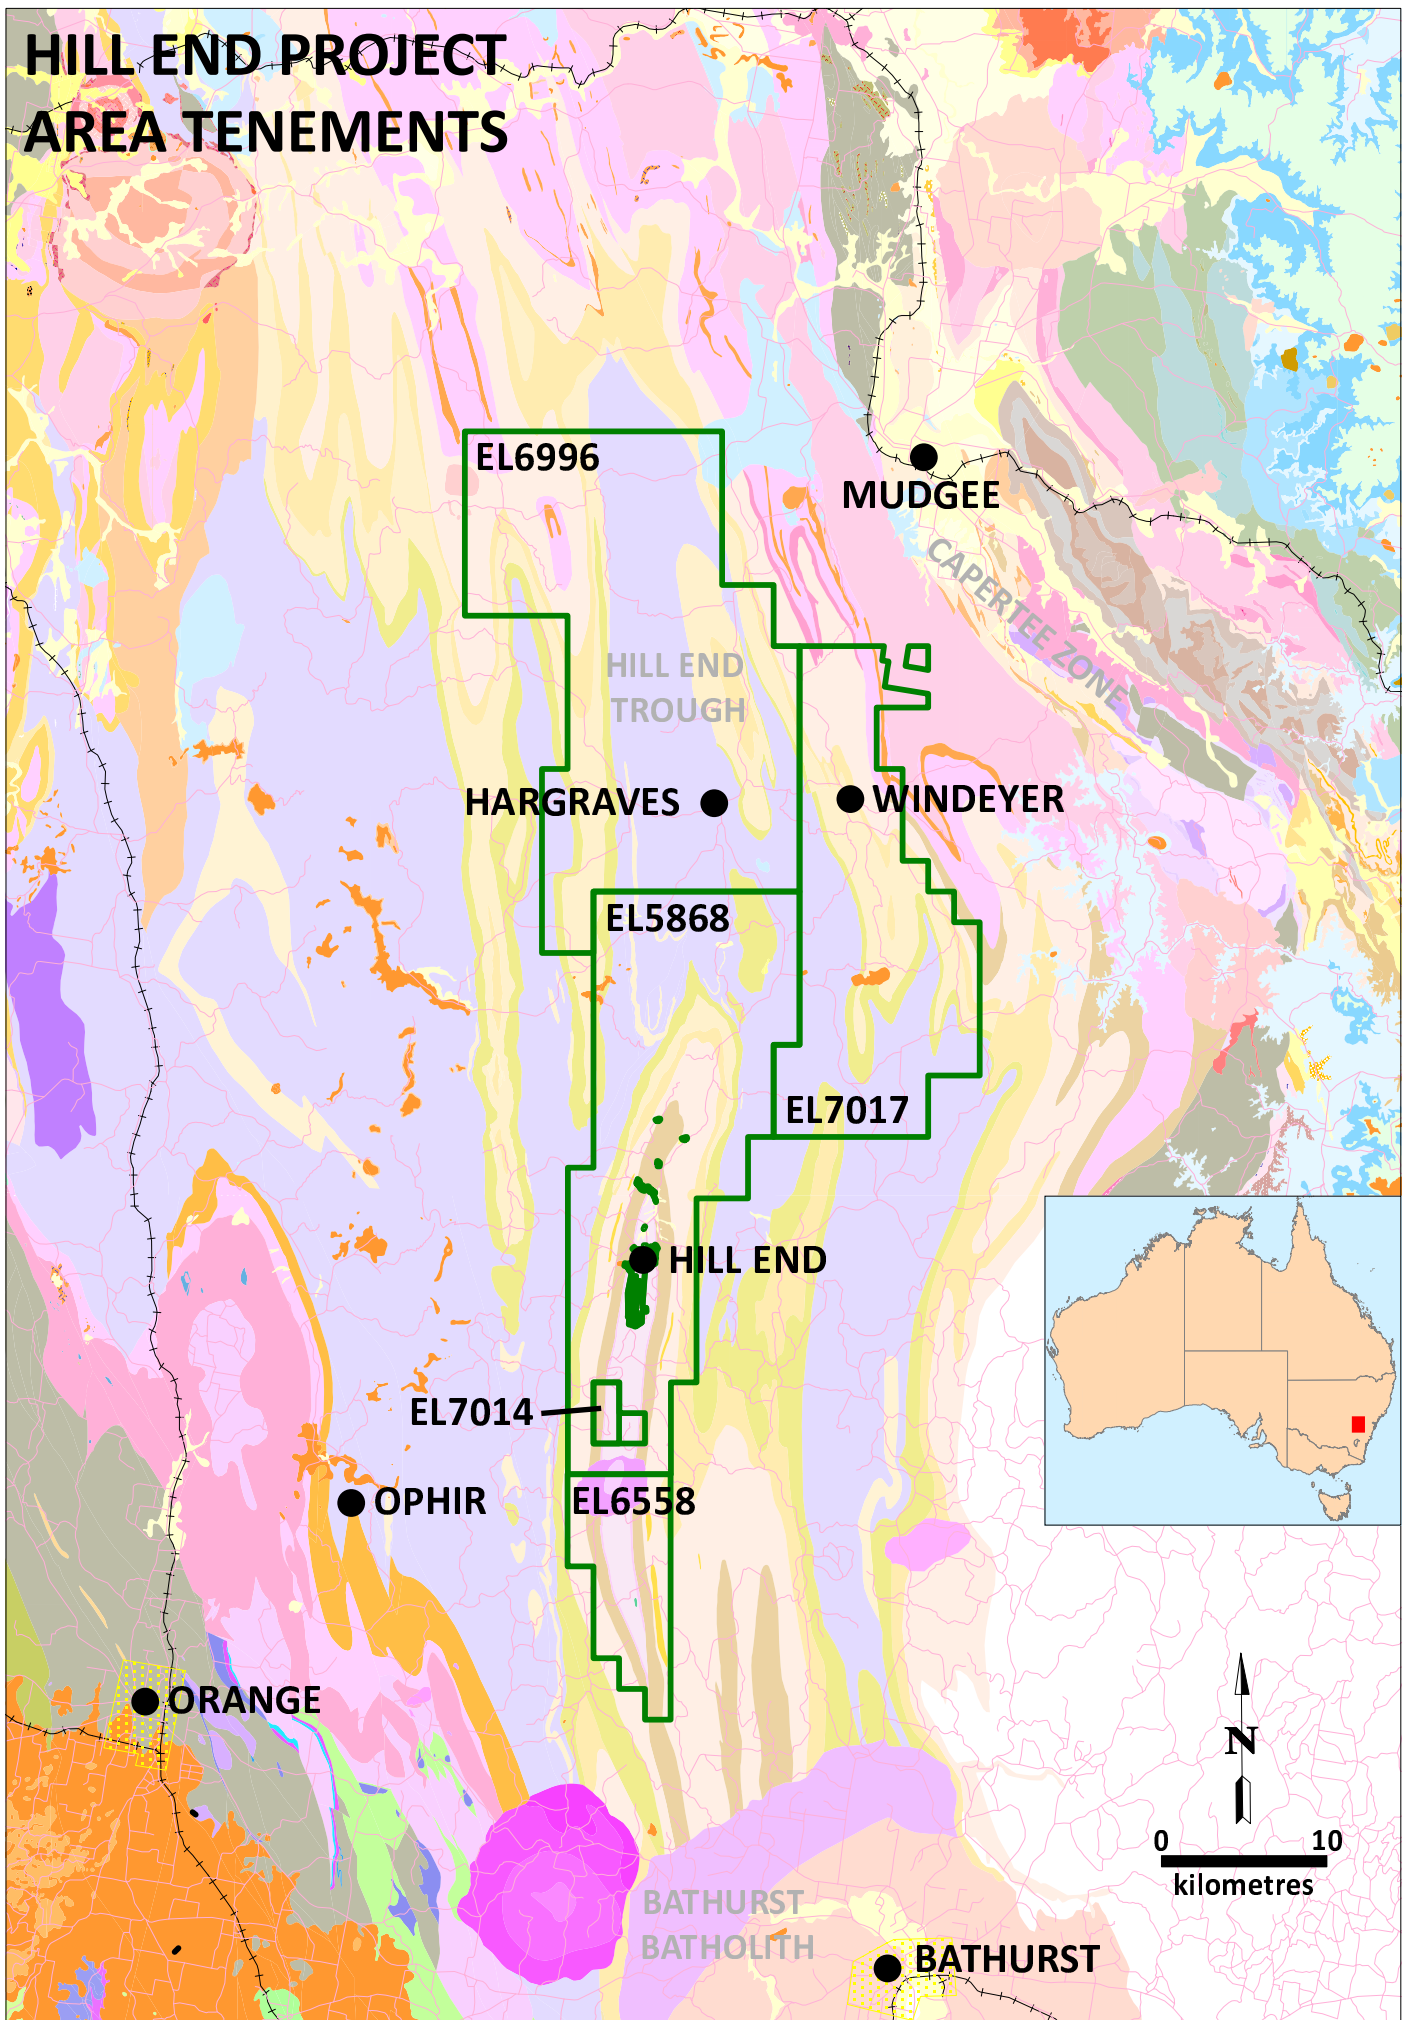 HILL END PROJECT
AREA TENEMENTS
EL6996
MUDGEE
CAPERTEE ZONE
HILL END
TROUGH
HARGRAVES
WINDEYER
EL5868
EL7017
HILL END
EL7014
EL6558
OPHIR
ORANGE
N
0 10
kilometres
BATHURST
BATHOLITH
BATHURST